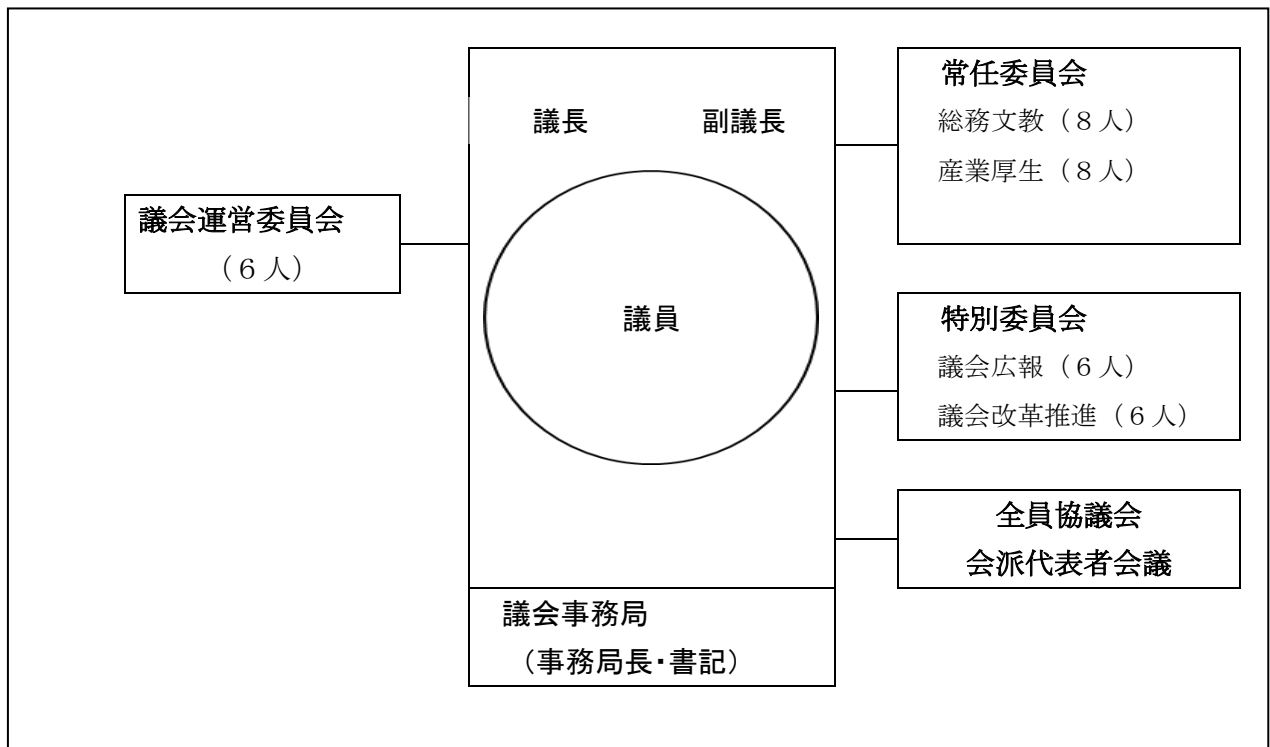 議長 副議長
議員
議会事務局
（事務局長・書記）
議会運営委員会
（６人）
常任委員会
総務文教（８人）
産業厚生（８人）
特別委員会
議会広報（６人）
議会改革推進（６人）
全員協議会
会派代表者会議